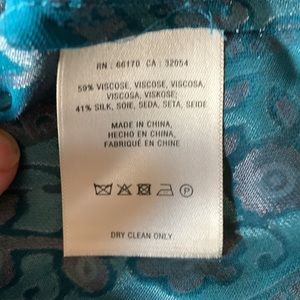 RN : 66170 CA : 32054
59% VISCOSE, VISCOSE, VISCOSA,
VISCOSA, VISKOSE;
41% SILK, SOIE, SEDA, SETA, SEIDE
MADE IN CHINA,
HECHO EN CHINA,
FABRIQUÉ EN CHINE
P
DRY CLEAN ONLY